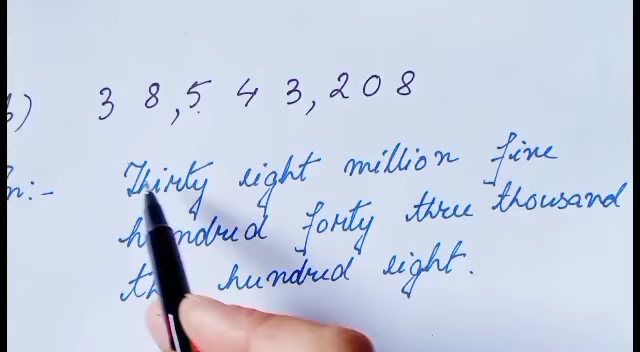 b) 38,543,208
Thirty eight million five
hundred forty three thousand
hundred eight.